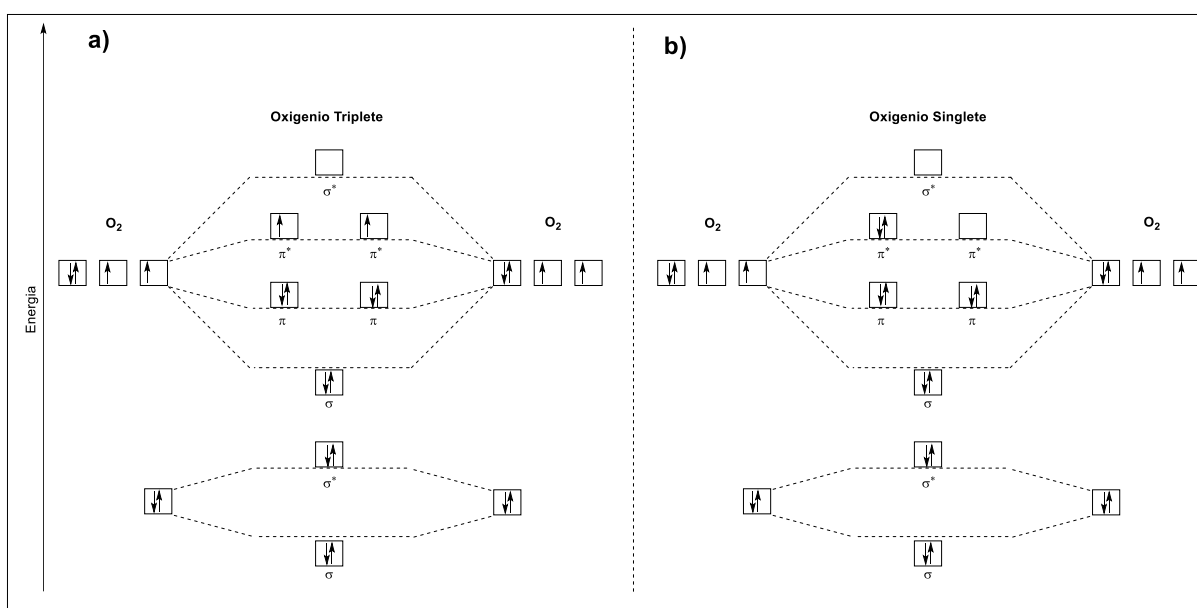 a)
Oxigenio Triplete
σ*
O2
O2
π* π*
π π
σ
σ*
σ
Energia
b)
Oxigenio Singlete
σ*
O2
O2
π* π*
π π
σ
σ*
σ